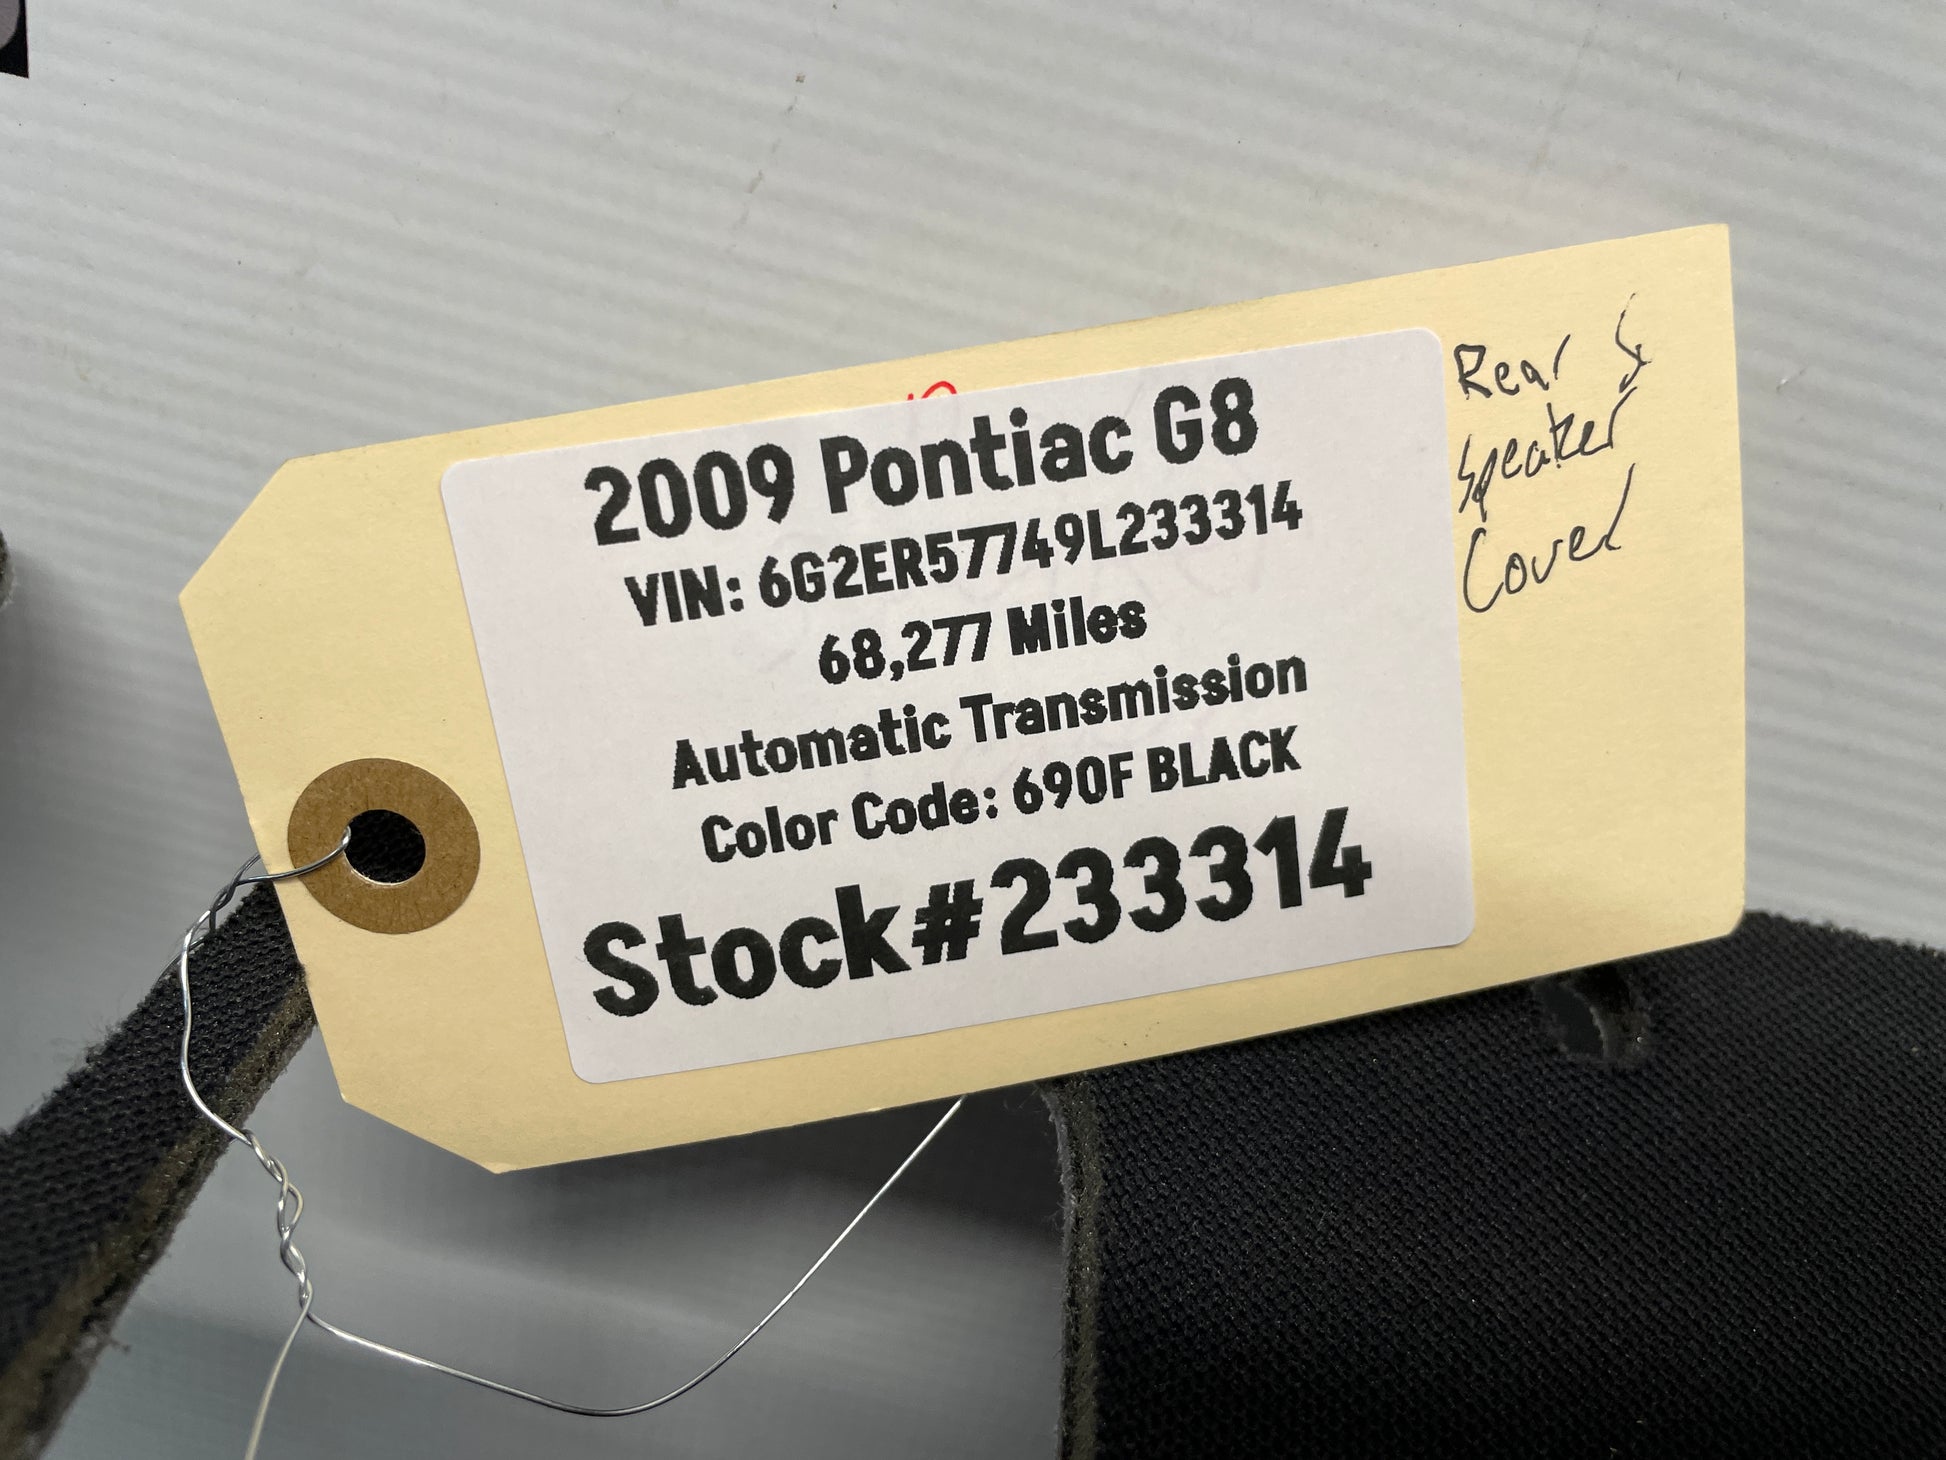 2009 Pontiac G8
VIN: 6G2ER57749L233314
68,277 Miles
Automatic Transmission
Color Code: 690F BLACK
Stock#233314
Rear
Speaker
Cover